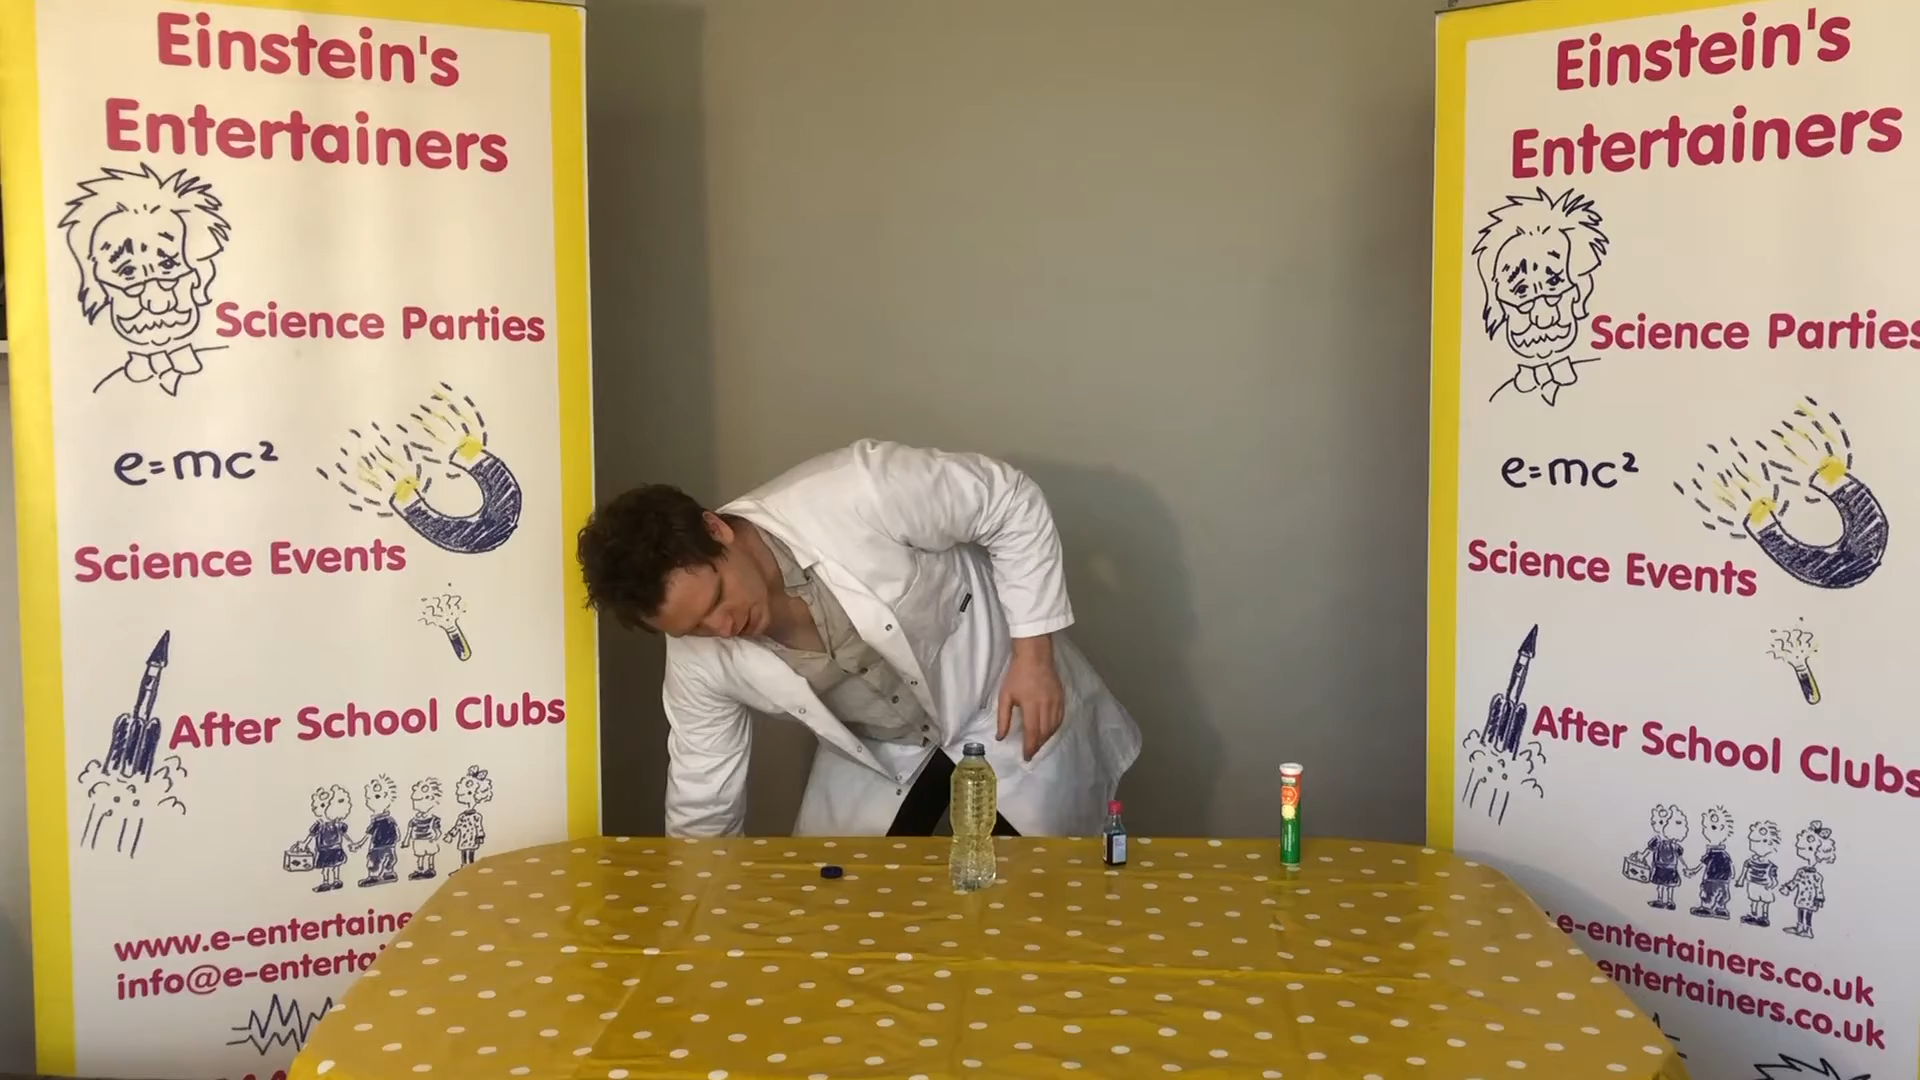 Einstein's
Entertainers
Science Parties
e=mc²
Science Events
After School Clubs
www.e-entertaine
info@e-enterta
Einstein's
Entertainers
Science Parties
e=mc²
Science Events
After School Clubs
e-entertainers.co.uk
entertainers.co.uk